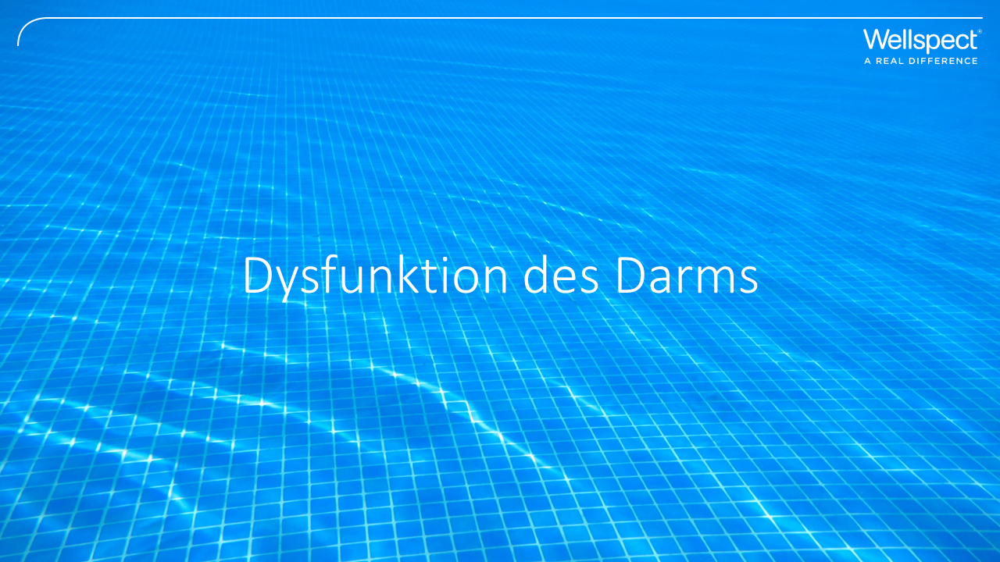 Wellspect®
A REAL DIFFERENCE
Dysfunktion des Darms